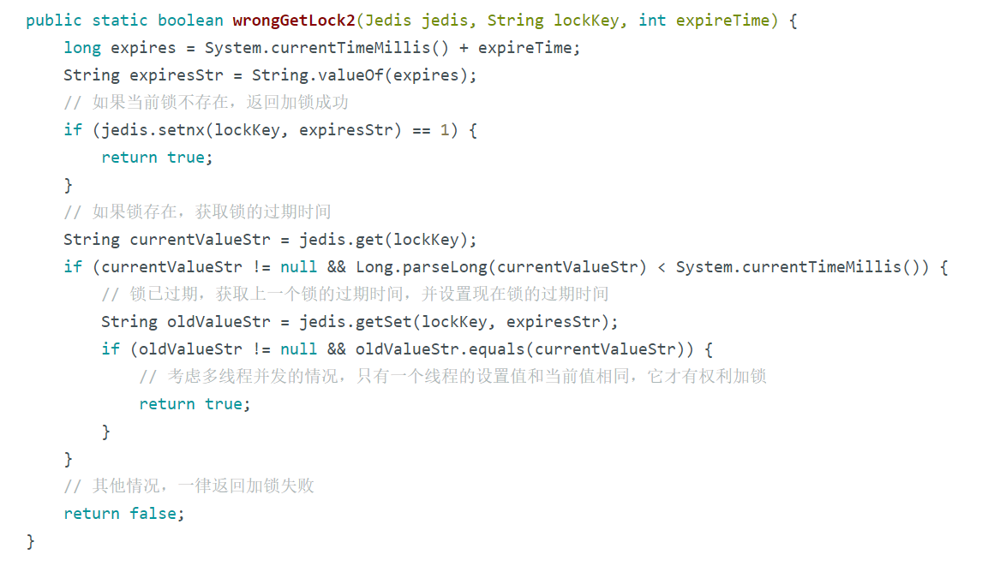 public static boolean wrongGetLock2(Jedis jedis, String lockKey, int expireTime) {
    long expires = System.currentTimeMillis() + expireTime;
    String expiresStr = String.valueOf(expires);
    // 如果当前锁不存在，返回加锁成功
    if (jedis.setnx(lockKey, expiresStr) == 1) {
        return true;
    }
    // 如果锁存在，获取锁的过期时间
    String currentValueStr = jedis.get(lockKey);
    if (currentValueStr != null && Long.parseLong(currentValueStr) < System.currentTimeMillis()) {
        // 锁已过期，获取上一个锁的过期时间，并设置现在锁的过期时间
        String oldValueStr = jedis.getSet(lockKey, expiresStr);
        if (oldValueStr != null && oldValueStr.equals(currentValueStr)) {
            // 考虑多线程并发的情况，只有一个线程的设置值和当前值相同，它才有权利加锁
            return true;
        }
    }
    // 其他情况，一律返回加锁失败
    return false;
}